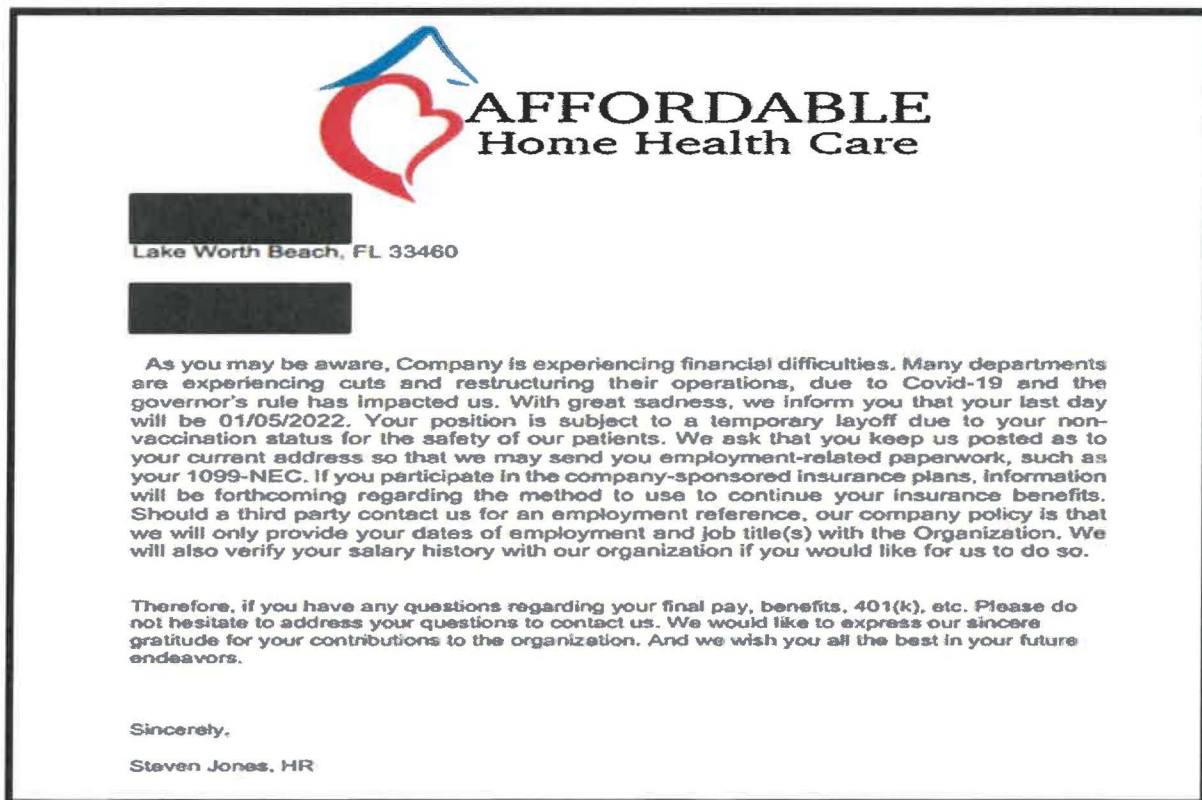 AFFORDABLE
Home Health Care
Lake Worth Beach, FL 33460
As you may be aware, Company is experiencing financial difficulties. Many departments
are experiencing cuts and restructuring their operations, due to Covid-19 and the
governor's rule has impacted us. With great sadness, we inform you that your last day
will be 01/05/2022. Your position is subject to a temporary layoff due to your non-
vaccination status for the safety of our patients. We ask that you keep us posted as to
your current address so that we may send you employment-related paperwork, such as
your 1099-NEC. If you participate in the company-sponsored insurance plans, information
will be forthcoming regarding the method to use to continue your insurance benefits.
Should a third party contact us for an employment reference, our company policy is that
we will only provide your dates of employment and job title(s) with the Organization. We
will also verify your salary history with our organization if you would like for us to do so.
Therefore, if you have any questions regarding your final pay, benefits, 401(k), etc. Please do
not hesitate to address your questions to contact us. We would like to express our sincere
gratitude for your contributions to the organization. And we wish you all the best in your future
endeavors.
Sincerely,
Steven Jones, HR